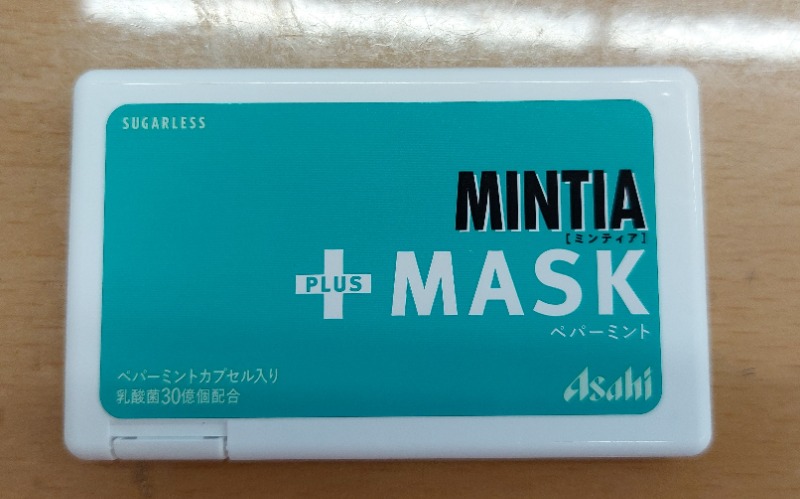 SUGARLESS
MINTIA
[ミンティア]
PLUS MASK
ペパーミント
ペパーミントカプセル入り
乳酸菌30億個配合
Asahi